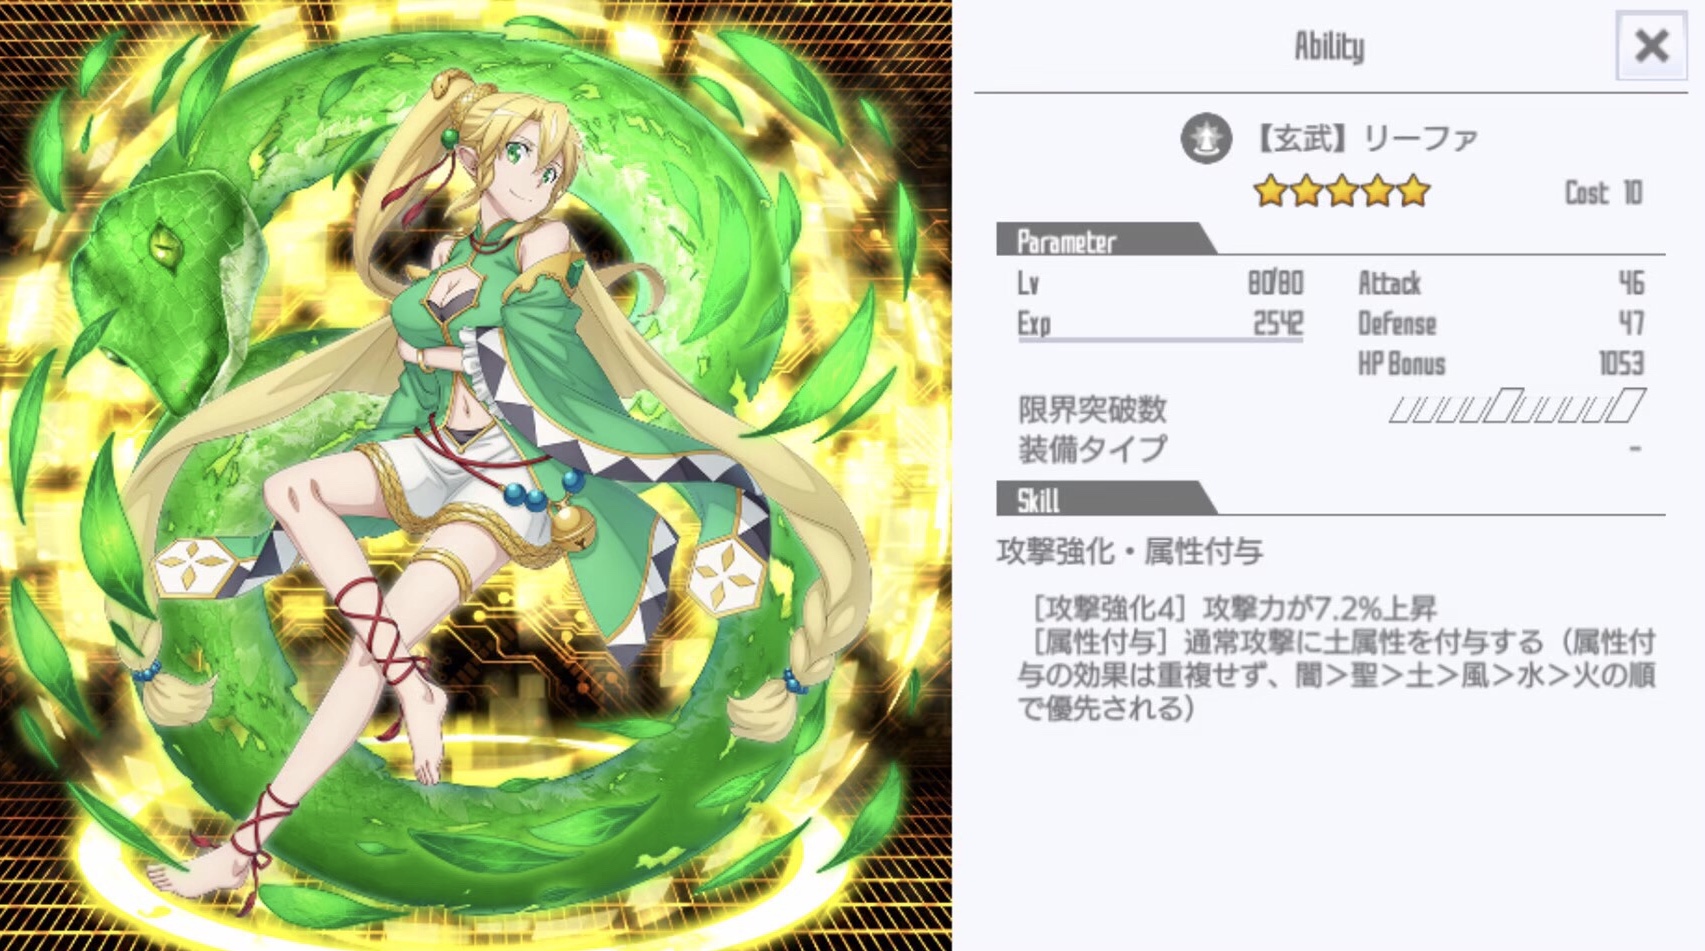 Ability
【玄武】リーファ
Cost 10
Parameter
Lv 80/80 Attack 46
Exp 2542 Defense 47
HP Bonus 1053
限界突破数
装備タイプ -
Skill
攻撃強化・属性付与
［攻撃強化4］攻撃力が7.2%上昇
［属性付与］通常攻撃に土属性を付与する（属性付
与の効果は重複せず、闇＞聖＞土＞風＞水＞火の順
で優先される）